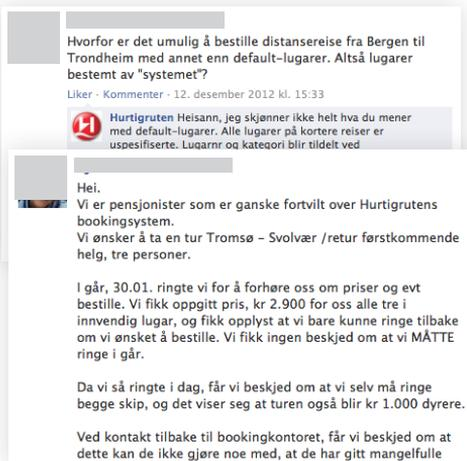 Hvorfor er det umulig å bestille distansereise fra Bergen til
Trondheim med annet enn default-lugarer. Altså lugarer
bestemt av "systemet"?
Liker · Kommenter · 12. desember 2012 kl. 15:33
Hurtigruten Heisann, jeg skjønner ikke helt hva du mener
med default-lugarer. Alle lugarer på kortere reiser er
uspesifiserte. Lugarnr og kategori blir tildelt ved
Hei.
Vi er pensjonister som er ganske fortvilt over Hurtigrutens
bookingsystem.
Vi ønsker å ta en tur Tromsø - Svolvær /retur førstkommende
helg, tre personer.
I går, 30.01. ringte vi for å forhøre oss om priser og evt
bestille. Vi fikk oppgitt pris, kr 2.900 for oss alle tre i
innvendig lugar, og fikk opplyst at vi bare kunne ringe tilbake
om vi ønsket å bestille. Vi fikk ingen beskjed om at vi MÅTTE
ringe i går.
Da vi så ringte i dag, får vi beskjed om at vi selv må ringe
begge skip, og det viser seg at turen også blir kr 1.000 dyrere.
Ved kontakt tilbake til bookingkontoret, får vi beskjed om at
dette kan de ikke gjøre noe med, at de har gitt mangelfulle